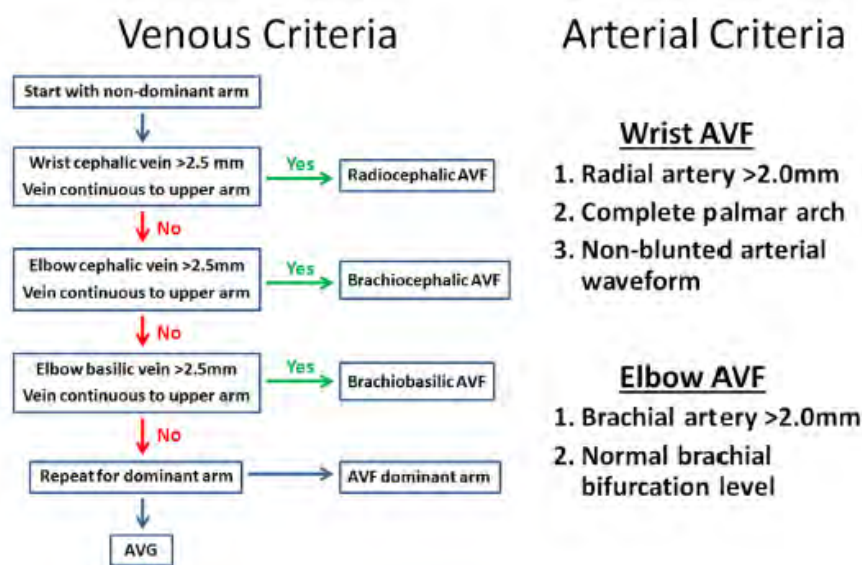 Venous Criteria
Start with non-dominant arm
Wrist cephalic vein >2.5 mm
Vein continuous to upper arm
Yes
Radiocephalic AVF
No
Elbow cephalic vein >2.5mm
Vein continuous to upper arm
Yes
Brachiocephalic AVF
No
Elbow basilic vein >2.5mm
Vein continuous to upper arm
Yes
Brachiobasilic AVF
No
Repeat for dominant arm
AVF dominant arm
AVG
Arterial Criteria
Wrist AVF
1. Radial artery >2.0mm
2. Complete palmar arch
3. Non-blunted arterial
waveform
Elbow AVF
1. Brachial artery >2.0mm
2. Normal brachial
bifurcation level